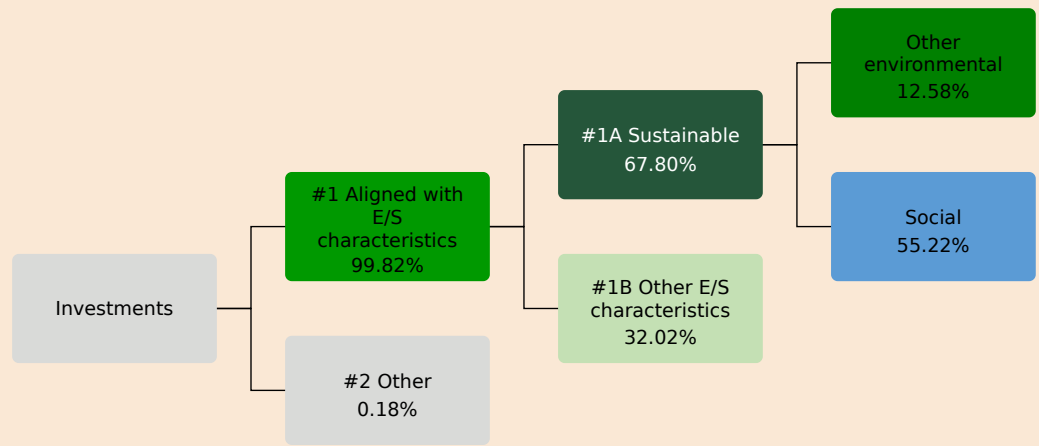 Investments
#1 Aligned with
E/S
characteristics
99.82%
#2 Other
0.18%
#1A Sustainable
67.80%
#1B Other E/S
characteristics
32.02%
Other
environmental
12.58%
Social
55.22%